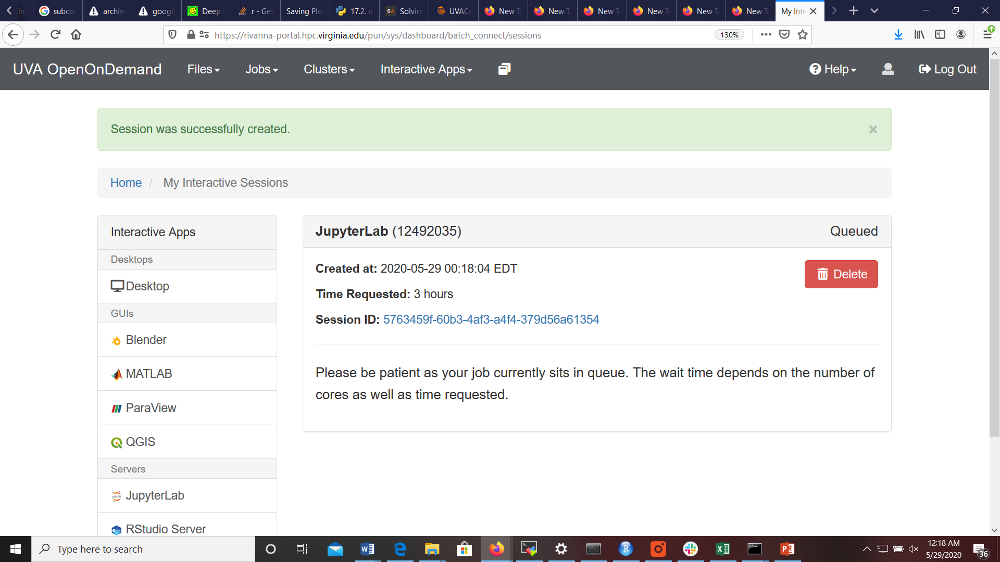 subco
archiv
googl
Deep
r - Get
Saving Plo
17.2. m
Solvin
UVACo
New T
New T
New T
New T
New T
New T
My Inte
https://rivanna-portal.hpc.virginia.edu/pun/sys/dashboard/batch_connect/sessions
130%
UVA OpenOnDemand
Files
Jobs
Clusters
Interactive Apps
Help
Log Out
Session was successfully created.
×
Home / My Interactive Sessions
Interactive Apps
Desktops
Desktop
GUIs
Blender
MATLAB
ParaView
QGIS
Servers
JupyterLab
RStudio Server
JupyterLab (12492035)
Queued
Created at: 2020-05-29 00:18:04 EDT
Delete
Time Requested: 3 hours
Session ID: 5763459f-60b3-4af3-a4f4-379d56a61354
Please be patient as your job currently sits in queue. The wait time depends on the number of
cores as well as time requested.
Type here to search
12:18 AM
5/29/2020
36